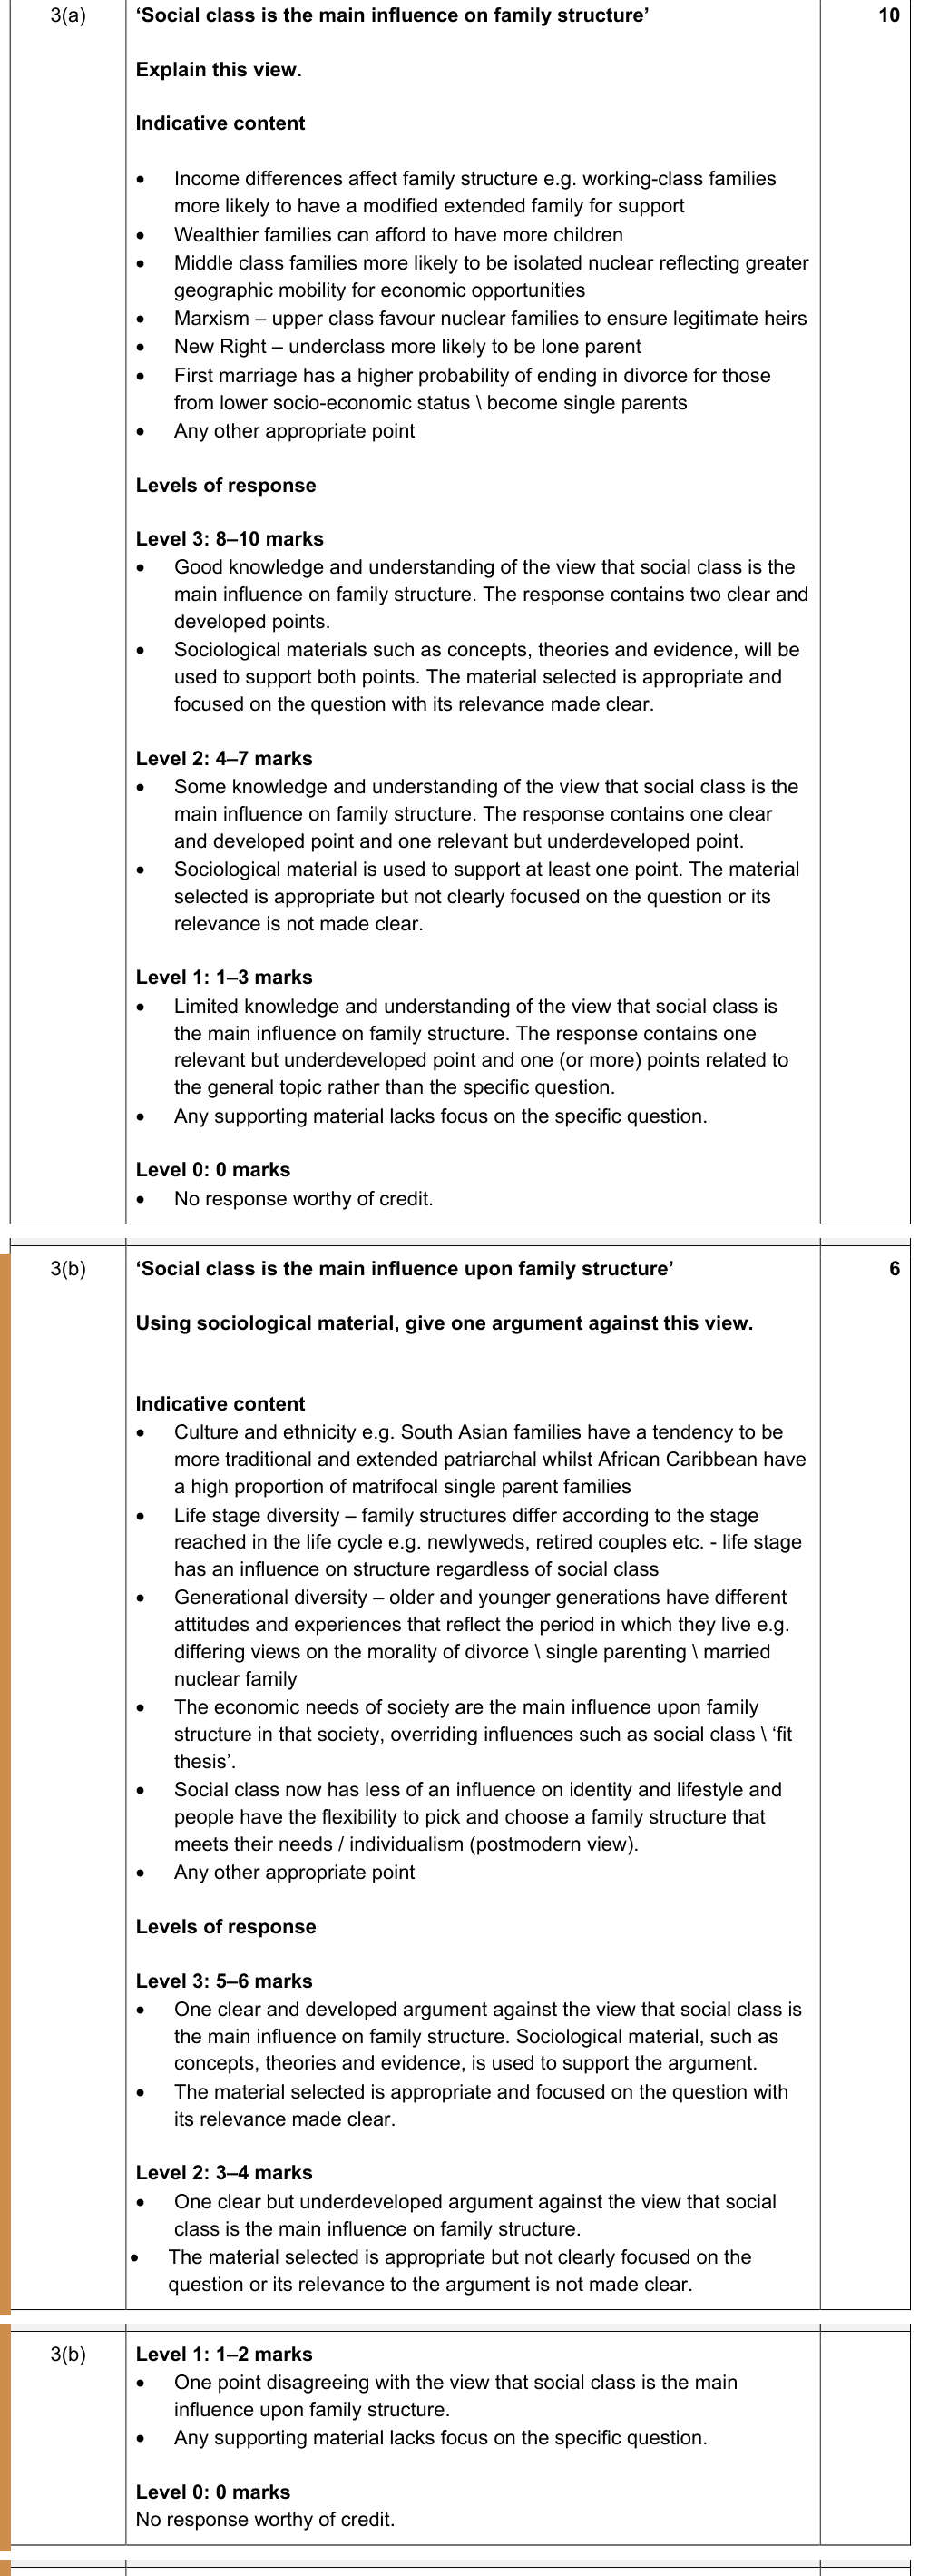 3(a)
‘Social class is the main influence on family structure’
10
Explain this view.
Indicative content
• Income differences affect family structure e.g. working-class families
more likely to have a modified extended family for support
• Wealthier families can afford to have more children
• Middle class families more likely to be isolated nuclear reflecting greater
geographic mobility for economic opportunities
• Marxism – upper class favour nuclear families to ensure legitimate heirs
• New Right – underclass more likely to be lone parent
• First marriage has a higher probability of ending in divorce for those
from lower socio-economic status \ become single parents
• Any other appropriate point
Levels of response
Level 3: 8–10 marks
• Good knowledge and understanding of the view that social class is the
main influence on family structure. The response contains two clear and
developed points.
• Sociological materials such as concepts, theories and evidence, will be
used to support both points. The material selected is appropriate and
focused on the question with its relevance made clear.
Level 2: 4–7 marks
• Some knowledge and understanding of the view that social class is the
main influence on family structure. The response contains one clear
and developed point and one relevant but underdeveloped point.
• Sociological material is used to support at least one point. The material
selected is appropriate but not clearly focused on the question or its
relevance is not made clear.
Level 1: 1–3 marks
• Limited knowledge and understanding of the view that social class is
the main influence on family structure. The response contains one
relevant but underdeveloped point and one (or more) points related to
the general topic rather than the specific question.
• Any supporting material lacks focus on the specific question.
Level 0: 0 marks
• No response worthy of credit.
3(b)
‘Social class is the main influence upon family structure’
6
Using sociological material, give one argument against this view.
Indicative content
• Culture and ethnicity e.g. South Asian families have a tendency to be
more traditional and extended patriarchal whilst African Caribbean have
a high proportion of matrifocal single parent families
• Life stage diversity – family structures differ according to the stage
reached in the life cycle e.g. newlyweds, retired couples etc. - life stage
has an influence on structure regardless of social class
• Generational diversity – older and younger generations have different
attitudes and experiences that reflect the period in which they live e.g.
differing views on the morality of divorce \ single parenting \ married
nuclear family
• The economic needs of society are the main influence upon family
structure in that society, overriding influences such as social class \ ‘fit
thesis’.
• Social class now has less of an influence on identity and lifestyle and
people have the flexibility to pick and choose a family structure that
meets their needs / individualism (postmodern view).
• Any other appropriate point
Levels of response
Level 3: 5–6 marks
• One clear and developed argument against the view that social class is
the main influence on family structure. Sociological material, such as
concepts, theories and evidence, is used to support the argument.
• The material selected is appropriate and focused on the question with
its relevance made clear.
Level 2: 3–4 marks
• One clear but underdeveloped argument against the view that social
class is the main influence on family structure.
• The material selected is appropriate but not clearly focused on the
question or its relevance to the argument is not made clear.
3(b)
Level 1: 1–2 marks
• One point disagreeing with the view that social class is the main
influence upon family structure.
• Any supporting material lacks focus on the specific question.
Level 0: 0 marks
No response worthy of credit.